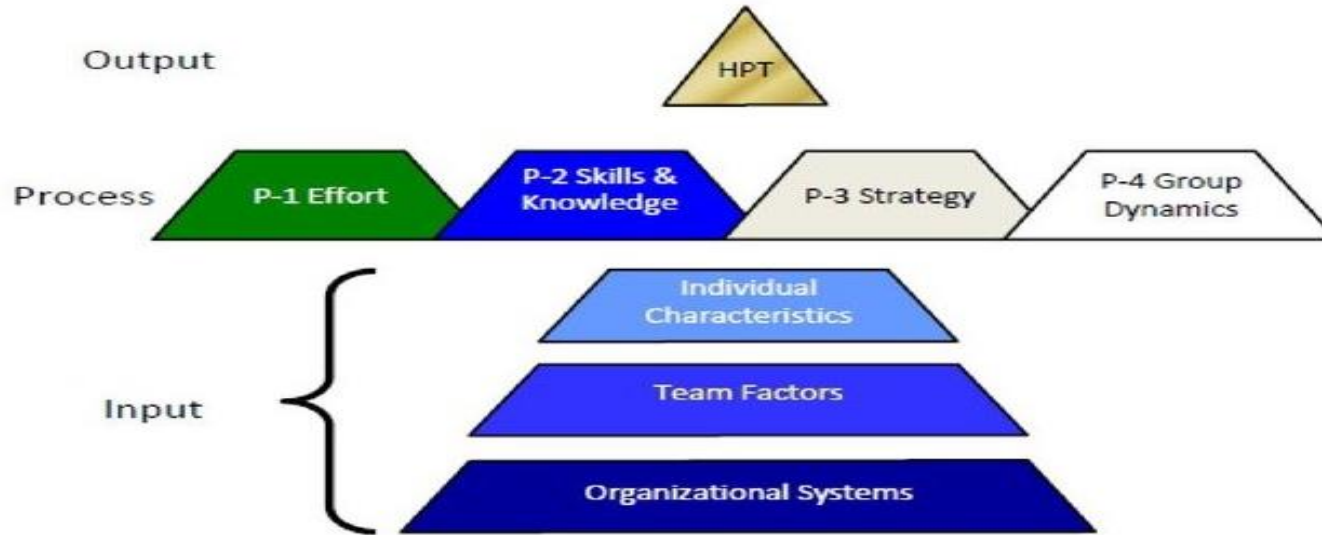 Output
HPT
Process
P-1 Effort
P-2 Skills &
Knowledge
P-3 Strategy
P-4 Group
Dynamics
Individual
Characteristics
Input
Team Factors
Organizational Systems